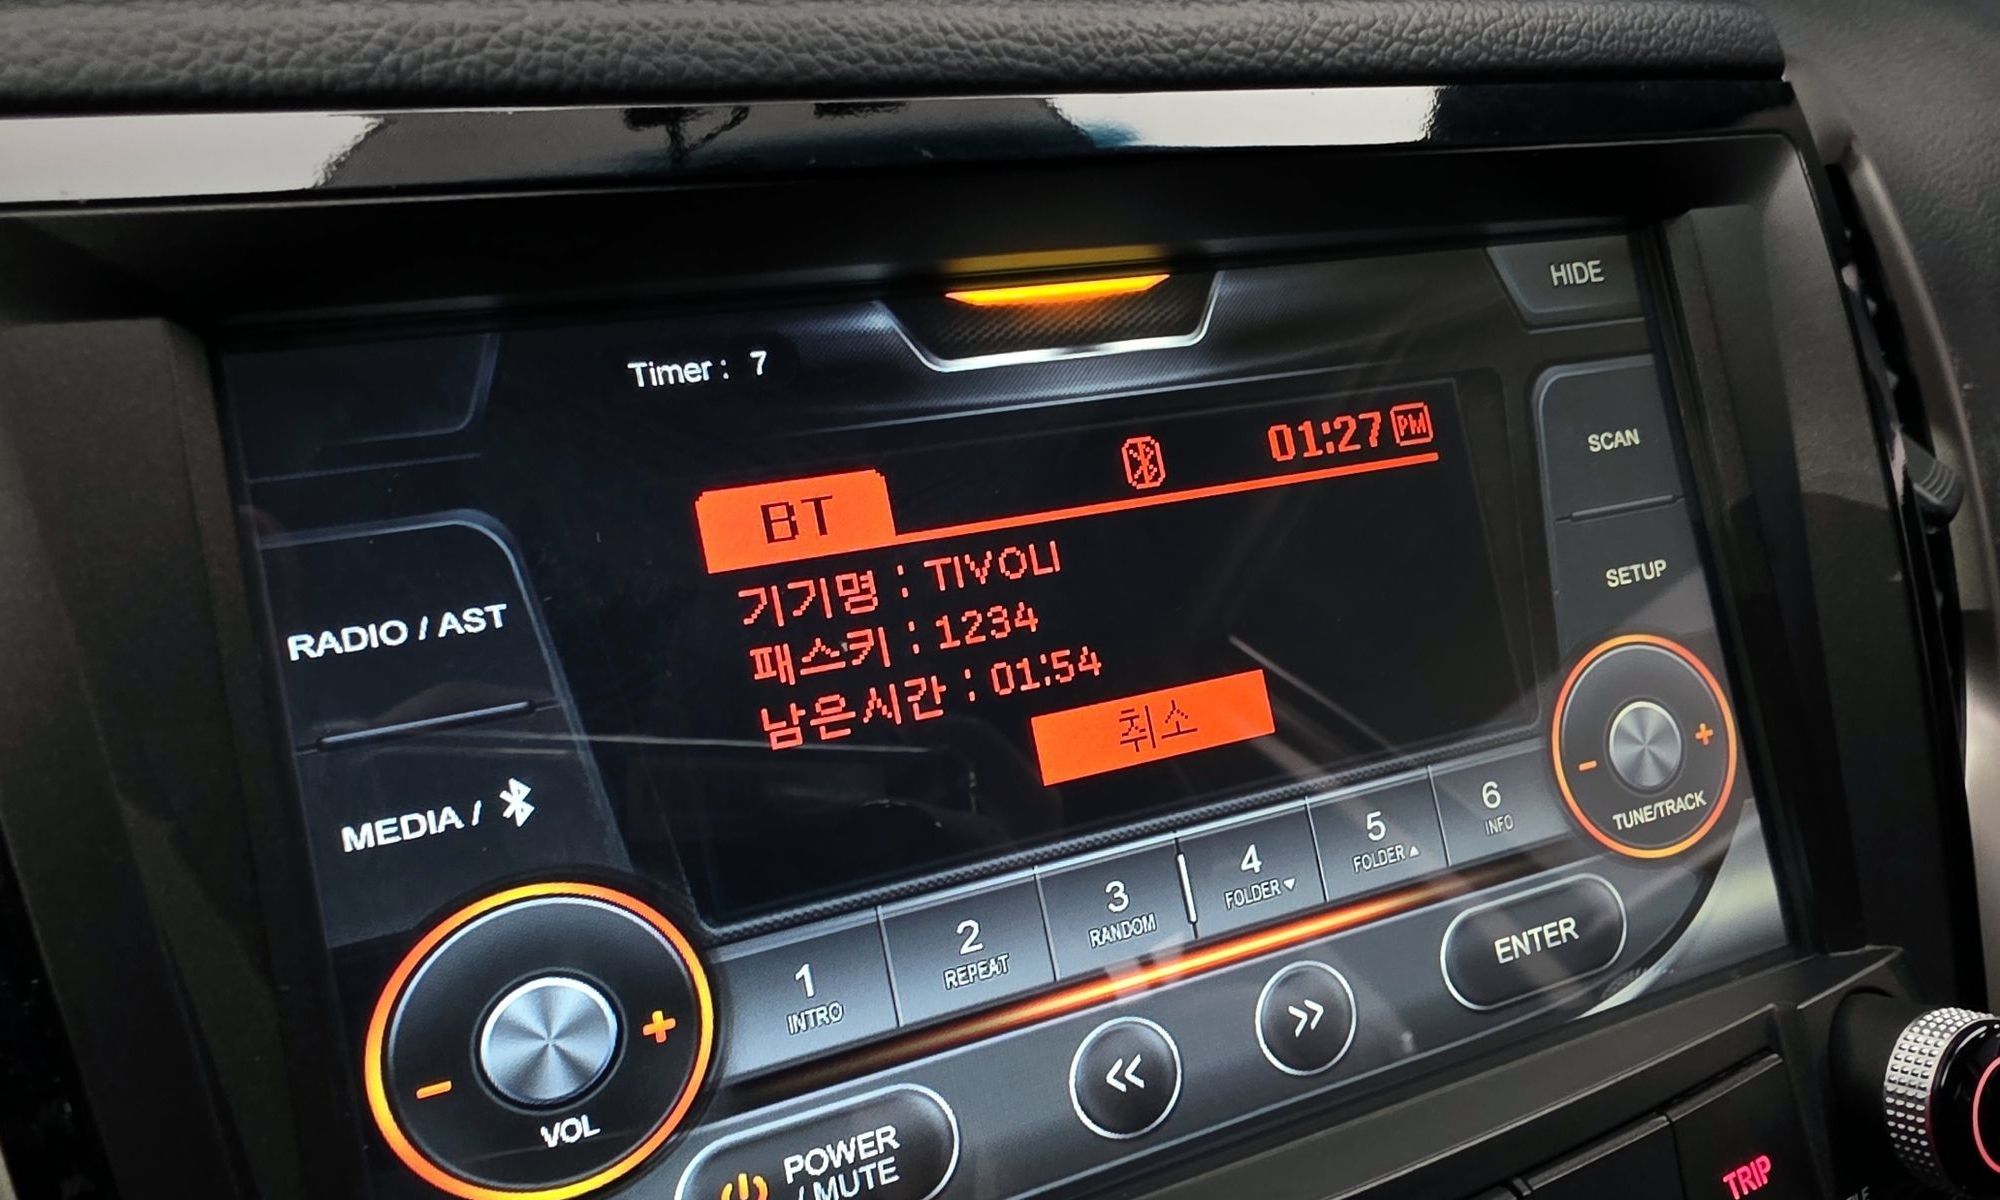 HIDE
Timer : 7
01:27 PM
BT
SCAN
기기명 : TIVOLI
패스키 : 1234
남은시간 : 01:54
취소
SETUP
RADIO / AST
MEDIA /
- +
TUNE/TRACK
1
INTRO
2
REPEAT
3
RANDOM
4
FOLDER▼
5
FOLDER▲
6
INFO
- +
VOL
<<
>>
ENTER
POWER
/ MUTE
TRIP